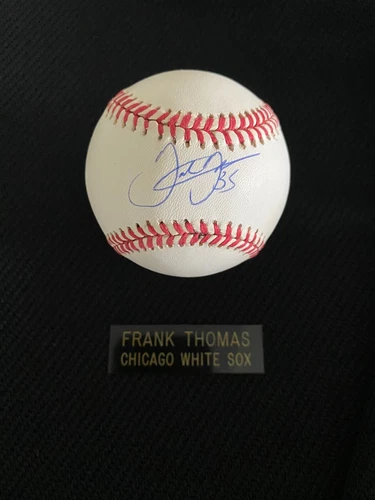 35
FRANK THOMAS
CHICAGO WHITE SOX